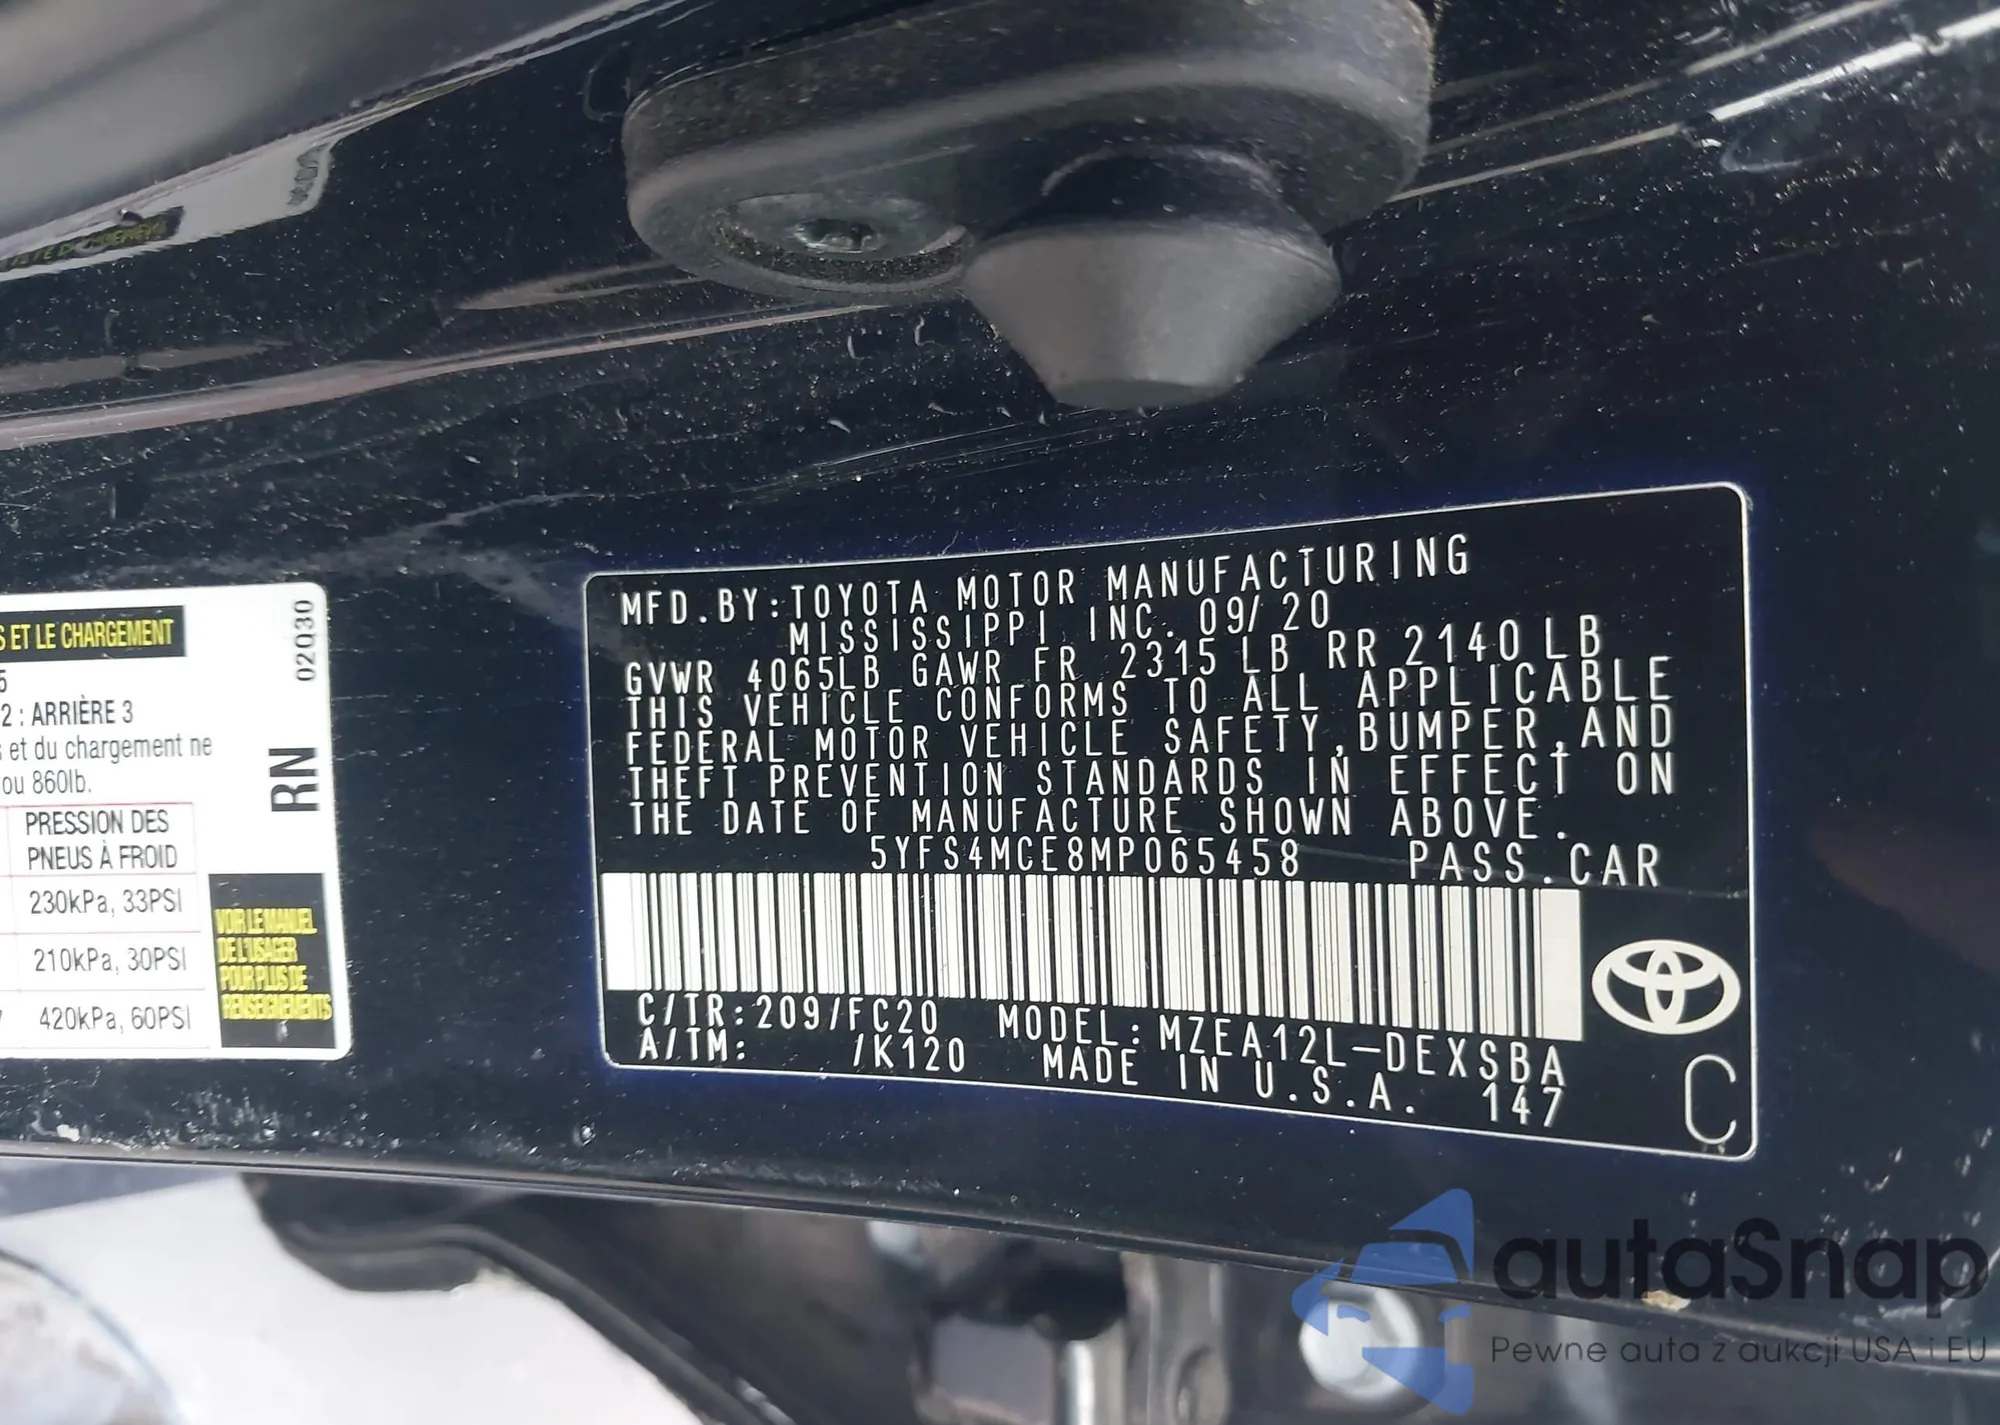 S ET LE CHARGEMENT
02Q30
5
2 : ARRIÈRE 3
s et du chargement ne
ou 860lb.
RN
PRESSION DES
PNEUS À FROID
230kPa, 33PSI
210kPa, 30PSI
420kPa, 60PSI
VOIR LE MANUEL
DE L'USAGER
POUR PLUS DE
RENSEIGNEMENTS
MFD.BY:TOYOTA MOTOR MANUFACTURING
MISSISSIPPI INC. 09/20
GVWR 4065LB GAWR FR 2315LB RR 2140LB
THIS VEHICLE CONFORMS TO ALL APPLICABLE
FEDERAL MOTOR VEHICLE SAFETY,BUMPER,AND
THEFT PREVENTION STANDARDS IN EFFECT ON
THE DATE OF MANUFACTURE SHOWN ABOVE.
5YFS4MCE8MP065458 PASS.CAR
C/TR:209/FC20 MODEL:MZEA12L-DEXSBA
A/TM: /K120 MADE IN U.S.A. 147
C
autaSnap
Pewne auta z aukcji USA i EU